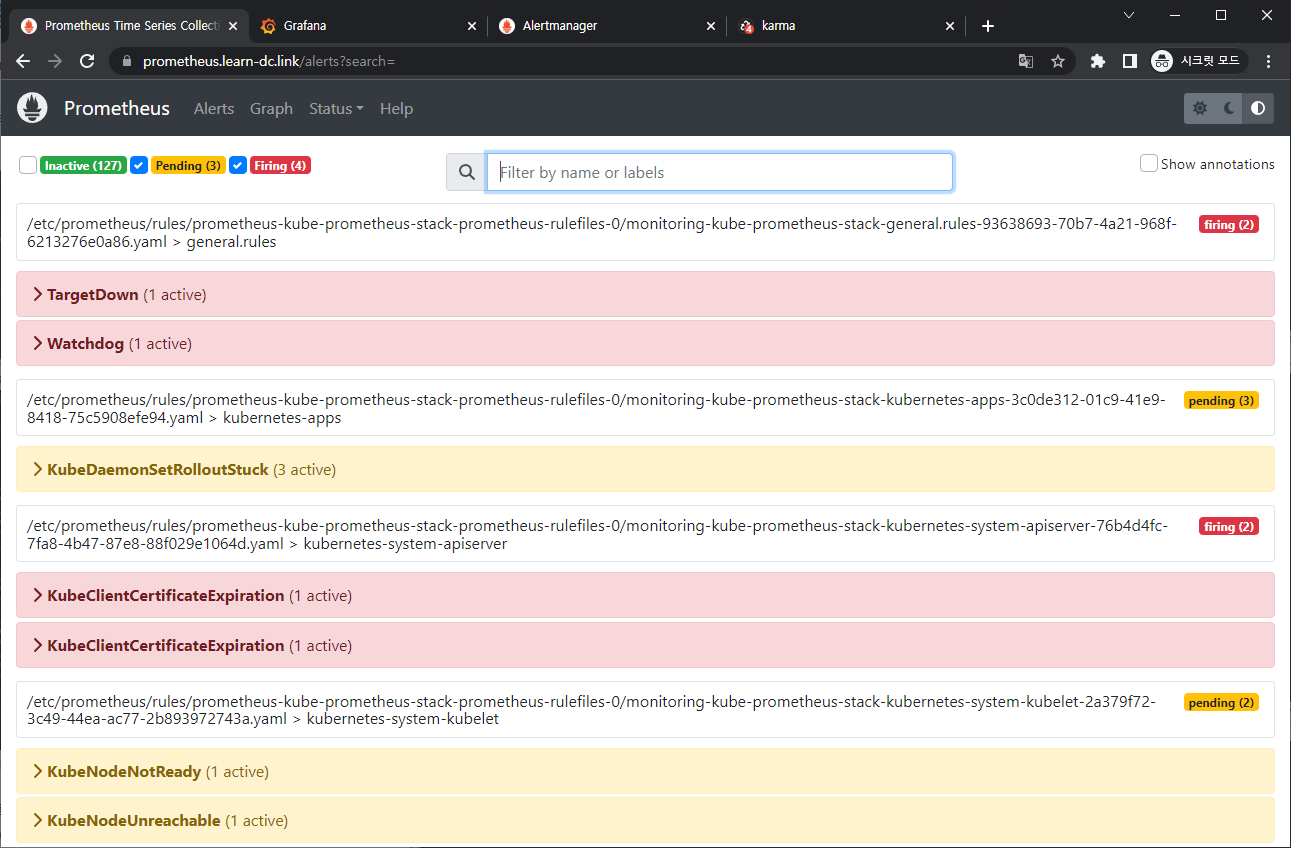 Prometheus Time Series Collecti
Grafana
Alertmanager
4
karma
prometheus.learn-dc.link/alerts?search=
시크릿 모드
Prometheus
Alerts
Graph
Status
Help
Inactive (127)
Pending (3)
Firing (4)
Filter by name or labels
Show annotations
/etc/prometheus/rules/prometheus-kube-prometheus-stack-prometheus-rulefiles-0/monitoring-kube-prometheus-stack-general.rules-93638693-70b7-4a21-968f-
6213276e0a86.yaml > general.rules
firing (2)
TargetDown (1 active)
Watchdog (1 active)
/etc/prometheus/rules/prometheus-kube-prometheus-stack-prometheus-rulefiles-0/monitoring-kube-prometheus-stack-kubernetes-apps-3c0de312-01c9-41e9-
8418-75c5908efe94.yaml > kubernetes-apps
pending (3)
KubeDaemonSetRolloutStuck (3 active)
/etc/prometheus/rules/prometheus-kube-prometheus-stack-prometheus-rulefiles-0/monitoring-kube-prometheus-stack-kubernetes-system-apiserver-76b4d4fc-
7fa8-4b47-87e8-88f029e1064d.yaml > kubernetes-system-apiserver
firing (2)
KubeClientCertificateExpiration (1 active)
KubeClientCertificateExpiration (1 active)
/etc/prometheus/rules/prometheus-kube-prometheus-stack-prometheus-rulefiles-0/monitoring-kube-prometheus-stack-kubernetes-system-kubelet-2a379f72-
3c49-44ea-ac77-2b893972743a.yaml > kubernetes-system-kubelet
pending (2)
KubeNodeNotReady (1 active)
KubeNodeUnreachable (1 active)